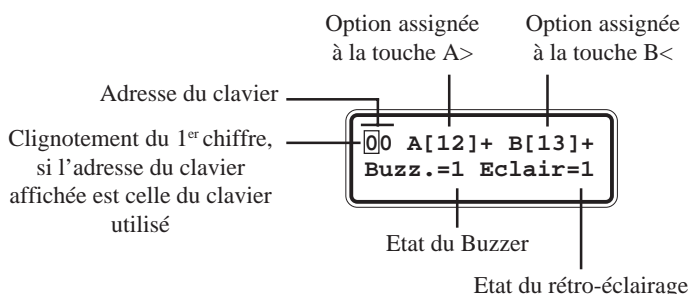 Option assignée
à la touche A>
Option assignée
à la touche B<
Adresse du clavier
Clignotement du 1er chiffre,
si l'adresse du clavier
affichée est celle du clavier
utilisé
00 A[12]+ B[13]+
Buzz.=1 Eclair=1
Etat du Buzzer
Etat du rétro-éclairage